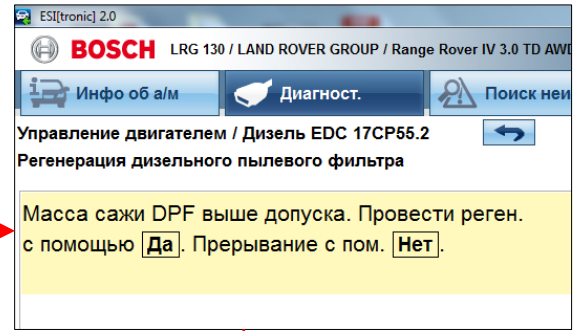 ESI[tronic] 2.0
BOSCH LRG 130 / LAND ROVER GROUP / Range Rover IV 3.0 TD AWD
Инфо об а/м Диагност. Поиск неи
Управление двигателем / Дизель EDC 17CP55.2
Регенерация дизельного пылевого фильтра
Масса сажи DPF выше допуска. Провести реген.
с помощью Да. Прерывание с пом. Нет.